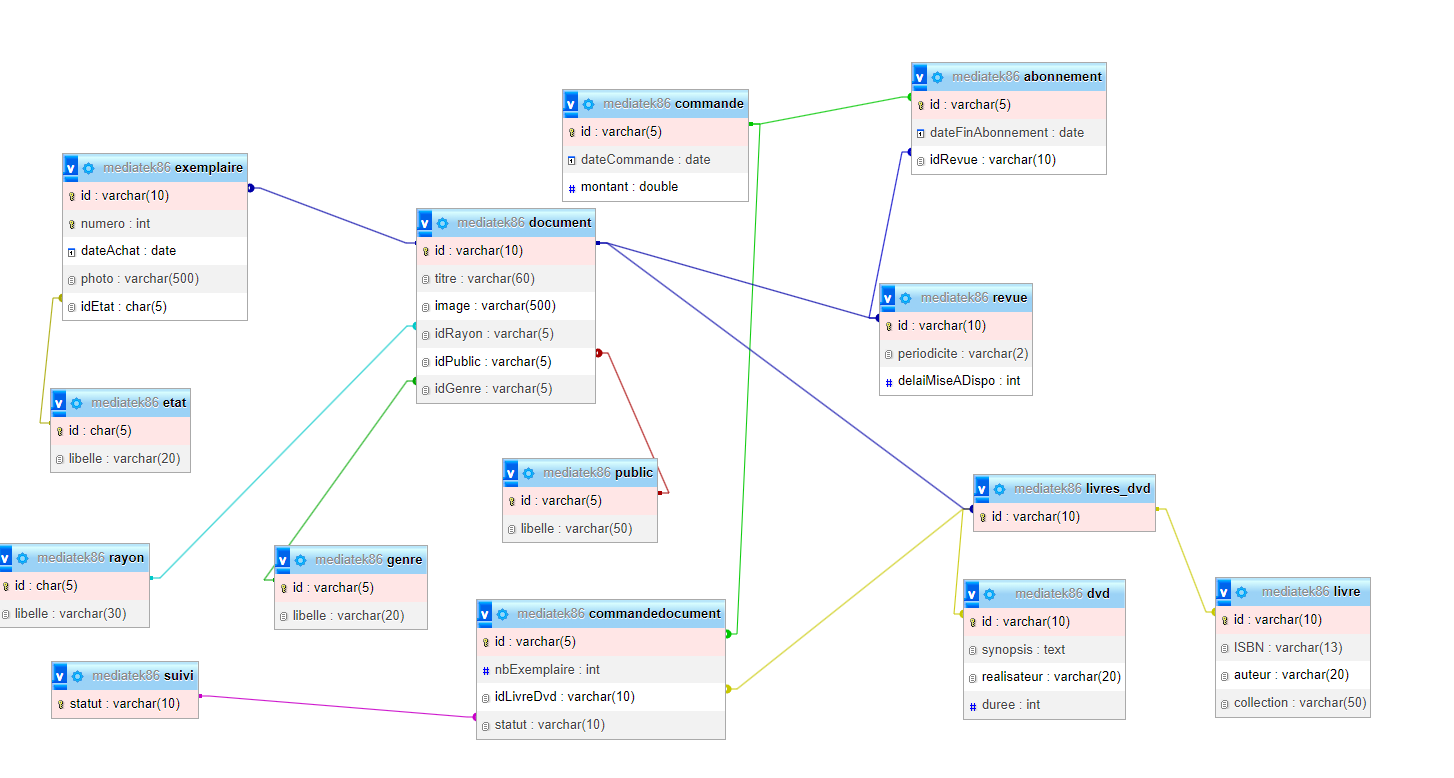 mediatek86 abonnement
id : varchar(5)
dateFinAbonnement : date
idRevue : varchar(10)
mediatek86 commande
id : varchar(5)
dateCommande : date
montant : double
mediatek86 exemplaire
id : varchar(10)
numero : int
dateAchat : date
photo : varchar(500)
idEtat : char(5)
mediatek86 document
id : varchar(10)
titre : varchar(60)
image : varchar(500)
idRayon : varchar(5)
idPublic : varchar(5)
idGenre : varchar(5)
mediatek86 revue
id : varchar(10)
periodicite : varchar(2)
delaiMiseADispo : int
mediatek86 etat
id : char(5)
libelle : varchar(20)
mediatek86 public
id : varchar(5)
libelle : varchar(50)
mediatek86 livres_dvd
id : varchar(10)
mediatek86 rayon
id : char(5)
libelle : varchar(30)
mediatek86 genre
id : varchar(5)
libelle : varchar(20)
mediatek86 commandedocument
id : varchar(5)
nbExemplaire : int
idLivreDvd : varchar(10)
statut : varchar(10)
mediatek86 dvd
id : varchar(10)
synopsis : text
realisateur : varchar(20)
duree : int
mediatek86 livre
id : varchar(10)
ISBN : varchar(13)
auteur : varchar(20)
collection : varchar(50)
mediatek86 suivi
statut : varchar(10)